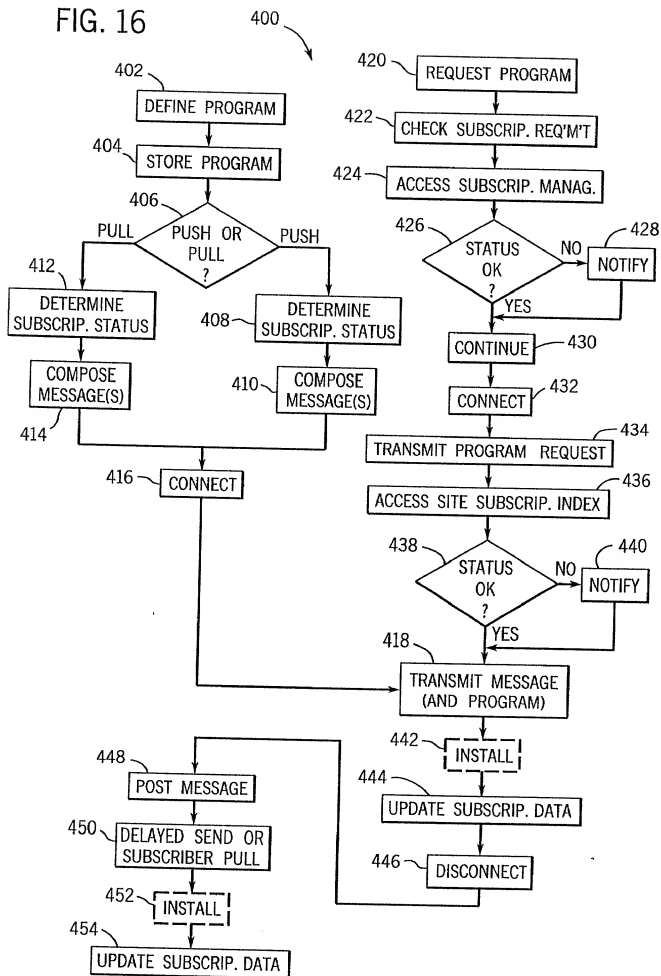 FIG. 16
400
402
DEFINE PROGRAM
404
STORE PROGRAM
406
PUSH OR
PULL
?
PULL
PUSH
412
DETERMINE
SUBSCRIP. STATUS
408
DETERMINE
SUBSCRIP. STATUS
COMPOSE
MESSAGE(S)
414
410
COMPOSE
MESSAGE(S)
416
CONNECT
420
REQUEST PROGRAM
422
CHECK SUBSCRIP. REQ'M'T
424
ACCESS SUBSCRIP. MANAG.
426
STATUS
OK
?
NO
428
NOTIFY
YES
CONTINUE
430
CONNECT
432
434
TRANSMIT PROGRAM REQUEST
436
ACCESS SITE SUBSCRIP. INDEX
438
STATUS
OK
?
NO
440
NOTIFY
YES
418
TRANSMIT MESSAGE
(AND PROGRAM)
442
INSTALL
444
UPDATE SUBSCRIP. DATA
446
DISCONNECT
448
POST MESSAGE
450
DELAYED SEND OR
SUBSCRIBER PULL
452
INSTALL
454
UPDATE SUBSCRIP. DATA